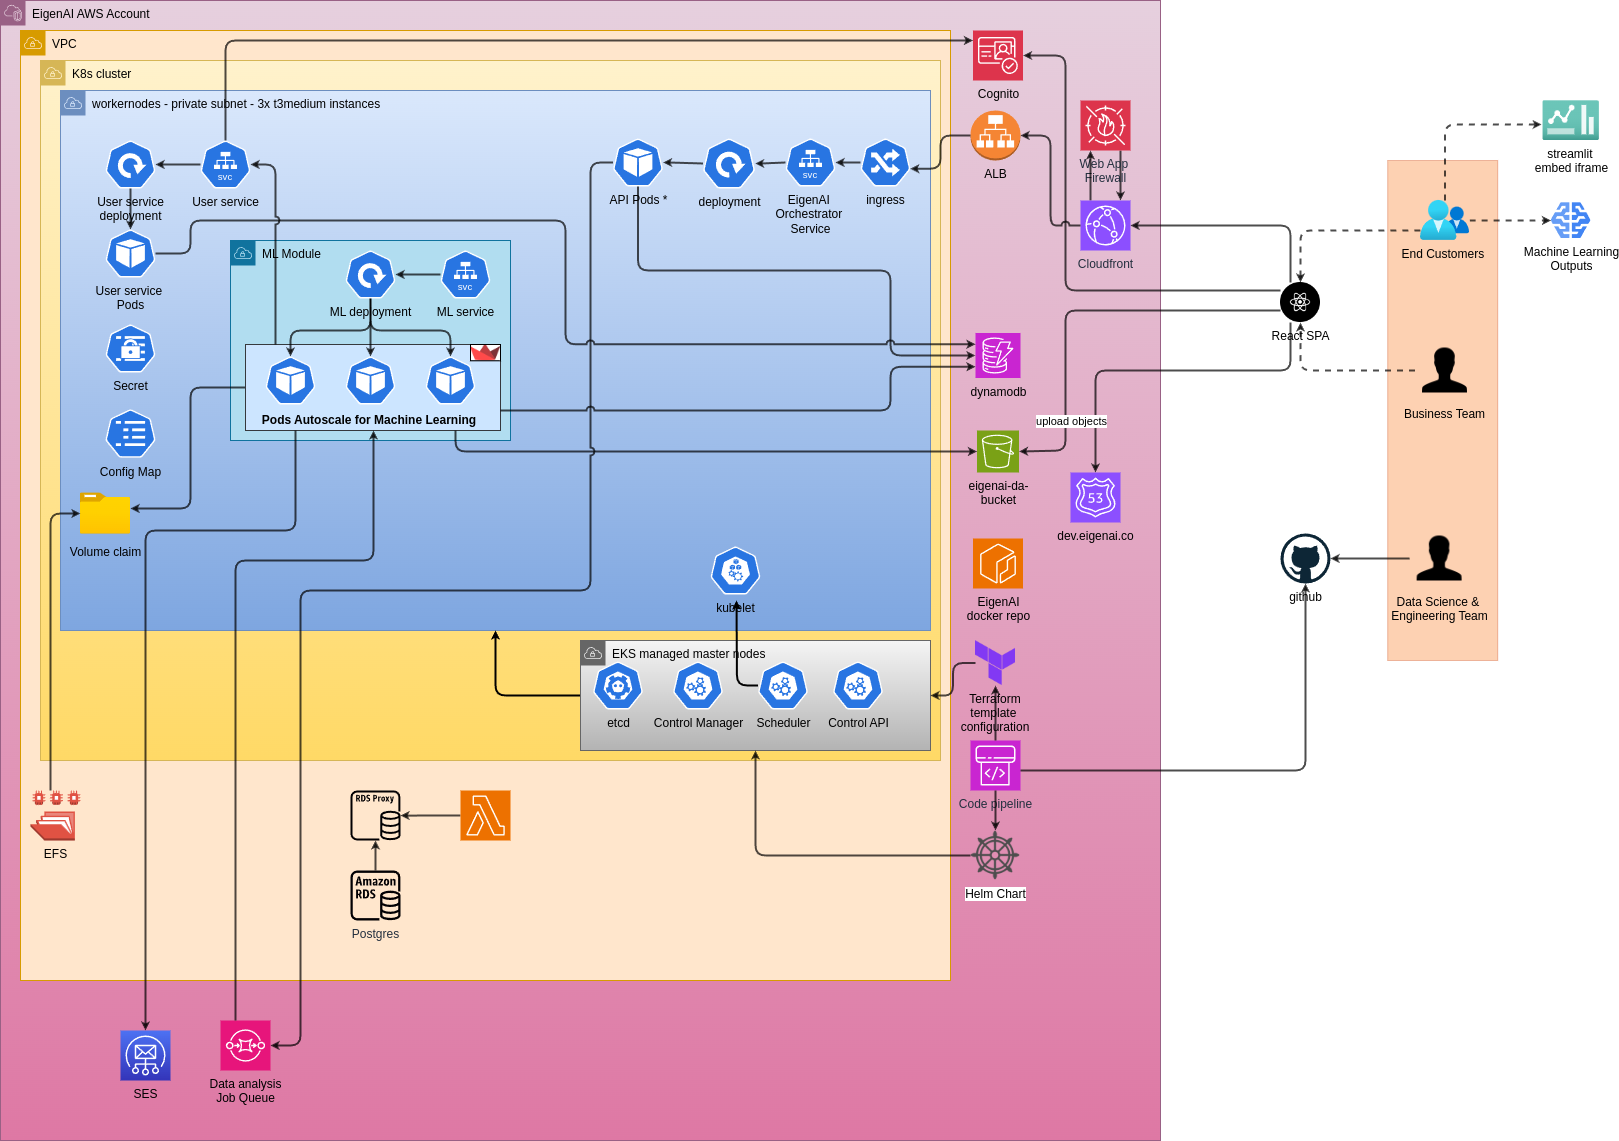 EigenAI AWS Account
VPC
K8s cluster
workernodes - private subnet - 3x t3medium instances
Cognito
ALB
Web App
Firewall
Cloudfront
User service
deployment
svc
User service
API Pods *
deployment
svc
EigenAI
Orchestrator
Service
ingress
User service
Pods
ML Module
ML deployment
svc
ML service
Pods Autoscale for Machine Learning
Secret
Config Map
Volume claim
dynamodb
upload objects
eigenai-da-
bucket
53
dev.eigenai.co
React SPA
streamlit
embed iframe
End Customers
Machine Learning
Outputs
Business Team
Data Science &
Engineering Team
github
kubelet
EigenAI
docker repo
EKS managed master nodes
etcd
Control Manager
Scheduler
Control API
Terraform
template
configuration
Code pipeline
Helm Chart
EFS
RDS Proxy
Amazon
RDS
Postgres
SES
Data analysis
Job Queue